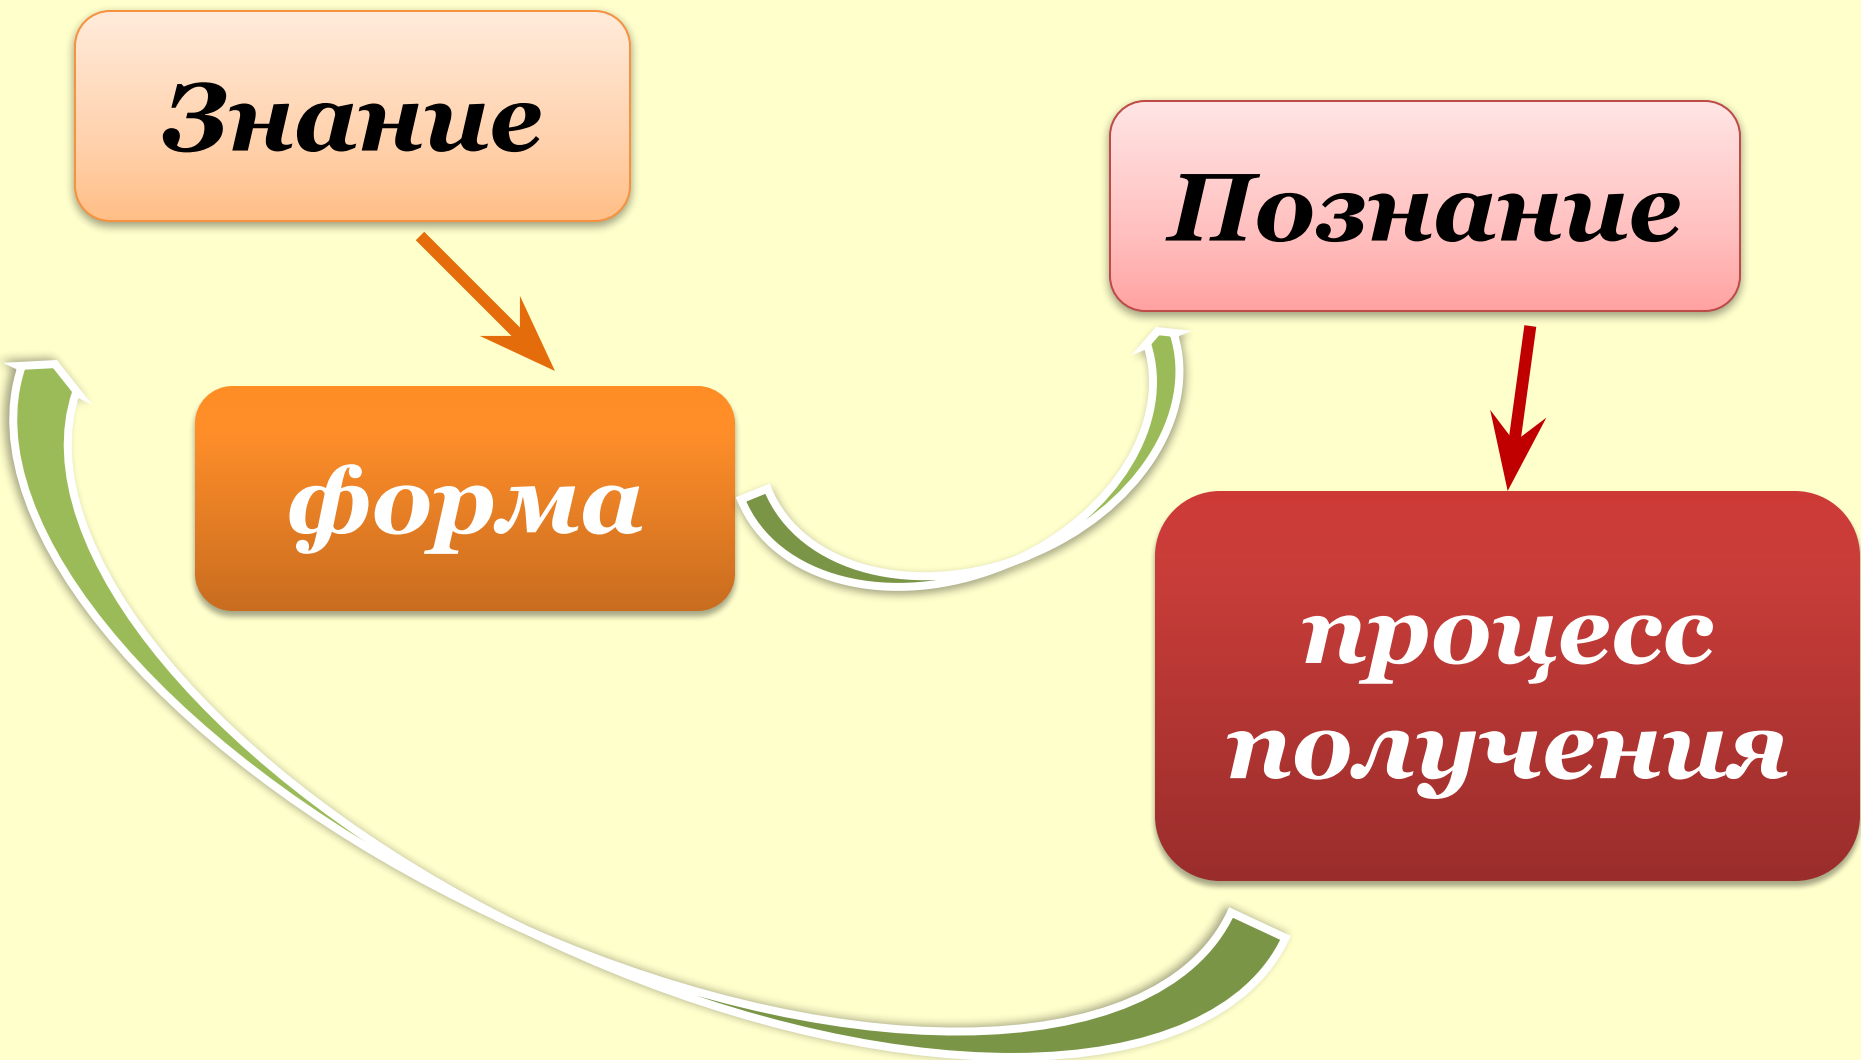 Знание
Познание
форма
процесс
получения